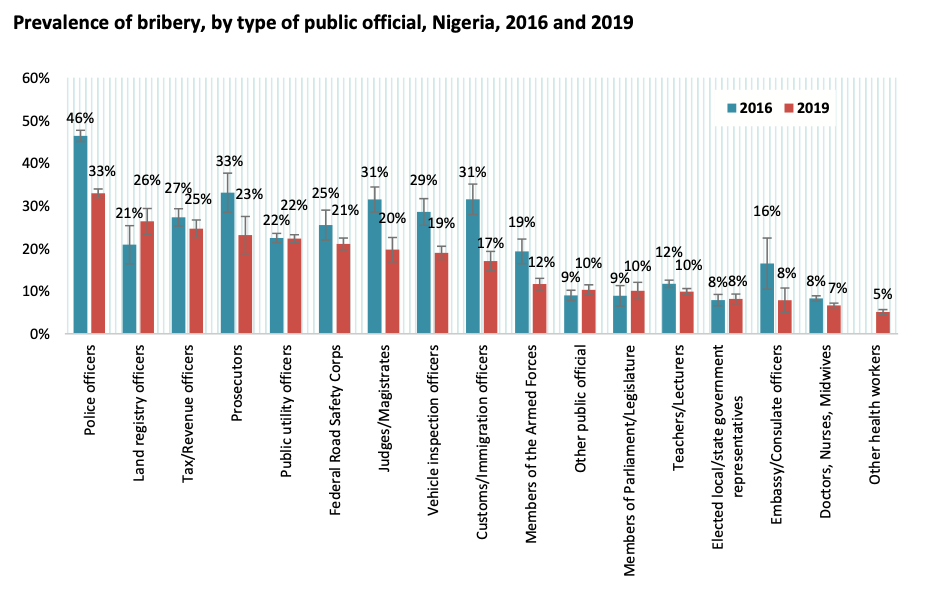 Prevalence of bribery, by type of public official, Nigeria, 2016 and 2019
60%
50%
40%
30%
20%
10%
0%
2016 2019
46% 33%
21% 26%
27% 25%
33% 23%
22% 22%
25% 21%
31% 20%
29% 19%
31% 17%
19% 12%
9% 10%
9% 10%
12% 10%
8% 8%
16% 8%
8% 7%
5%
Police officers
Land registry officers
Tax/Revenue officers
Prosecutors
Public utility officers
Federal Road Safety Corps
Judges/Magistrates
Vehicle inspection officers
Customs/Immigration officers
Members of the Armed Forces
Other public official
Members of Parliament/Legislature
Teachers/Lecturers
Elected local/state government
representatives
Embassy/Consulate officers
Doctors, Nurses, Midwives
Other health workers